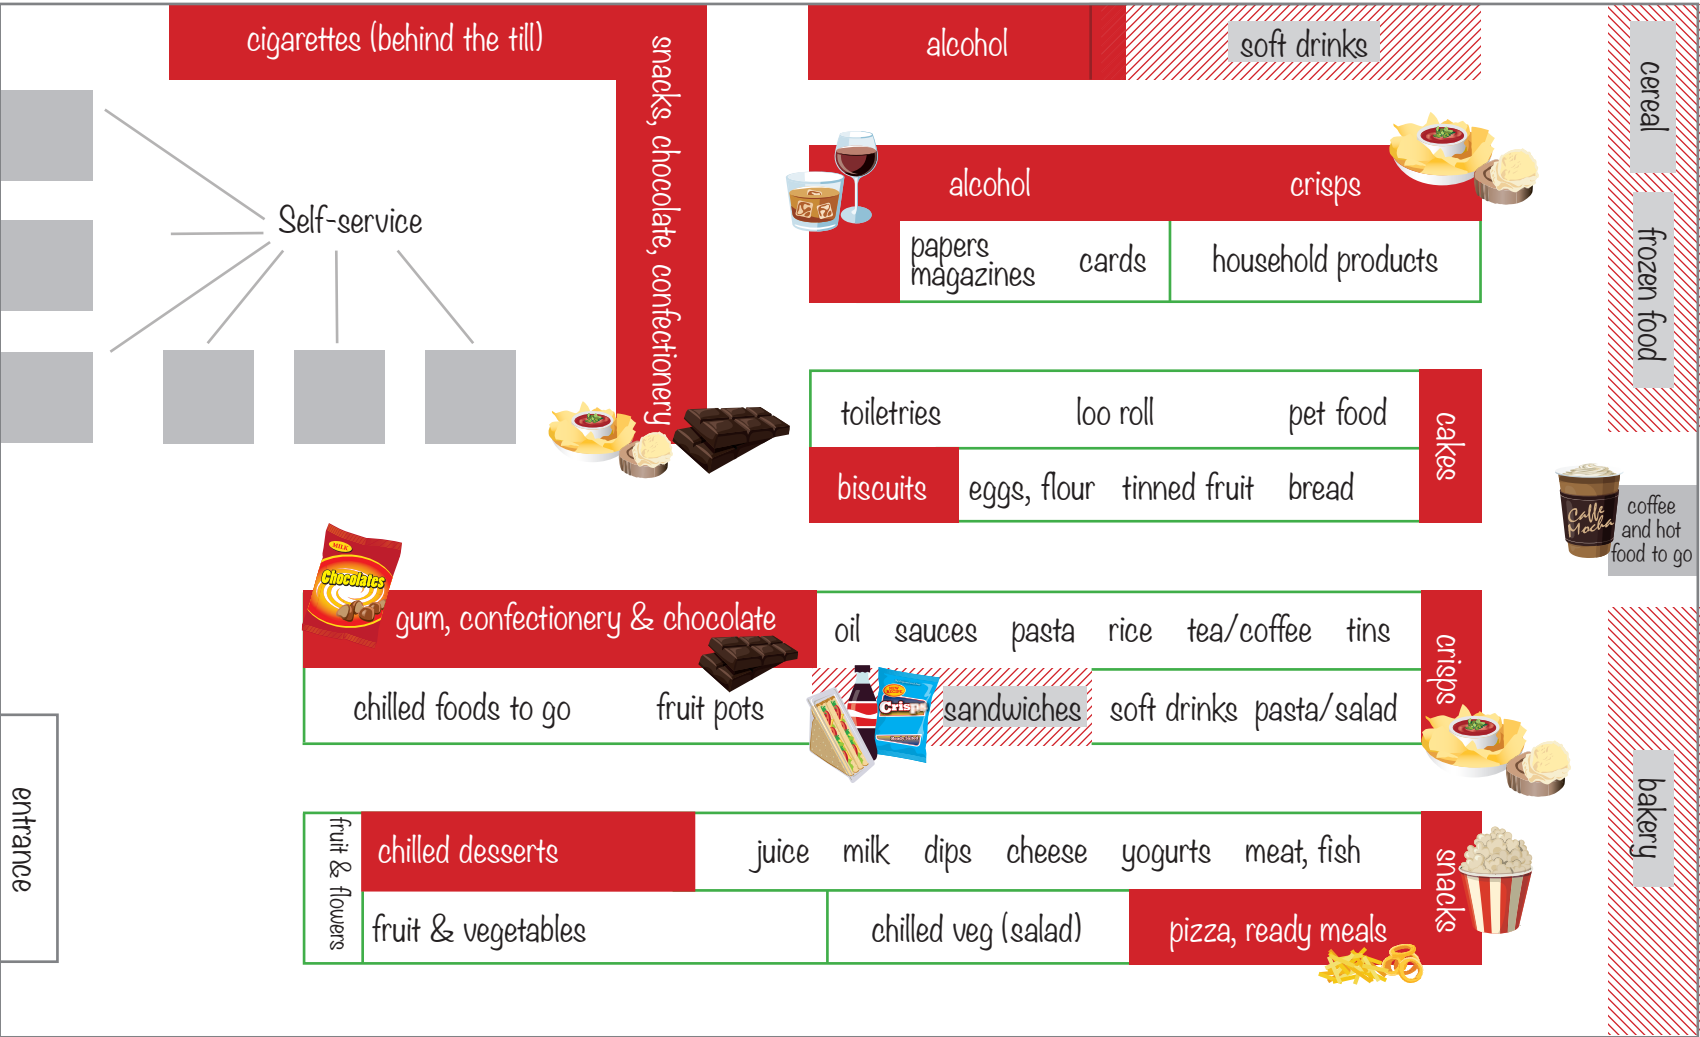 cigarettes (behind the till)
snacks, chocolate, confectionery
alcohol
soft drinks
cereal
frozen food
Self-service
alcohol
crisps
papers
magazines
cards
household products
toiletries
loo roll
pet food
cakes
biscuits
eggs, flour
tinned fruit
bread
Caffe
Mocha
coffee
and hot
food to go
MILK
Chocolates
gum, confectionery & chocolate
oil
sauces
pasta
rice
tea/coffee
tins
crisps
chilled foods to go
fruit pots
Crisps
sandwiches
soft drinks
pasta/salad
bakery
entrance
fruit & flowers
chilled desserts
juice
milk
dips
cheese
yogurts
meat, fish
snacks
fruit & vegetables
chilled veg (salad)
pizza, ready meals